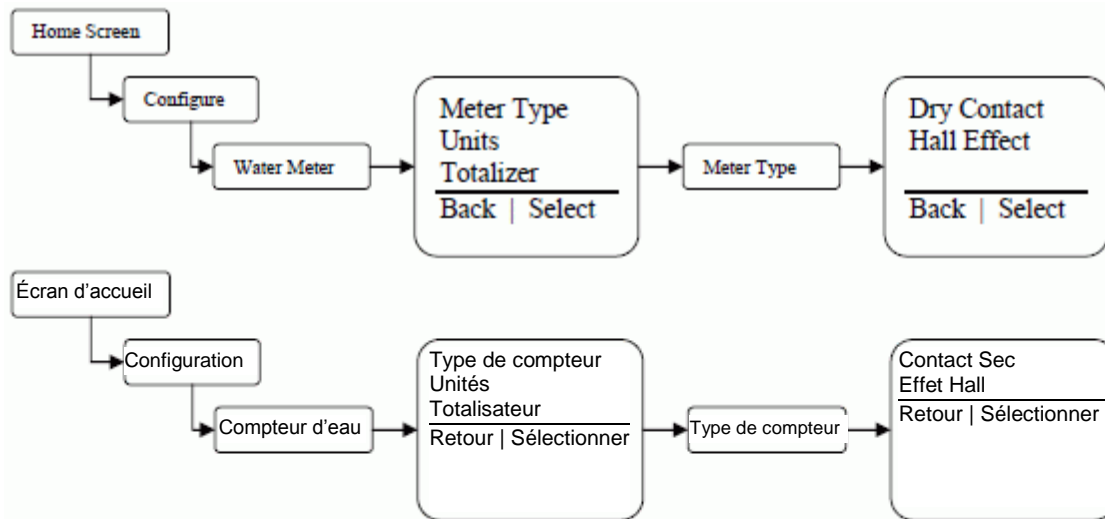 Home Screen
Configure
Water Meter
Meter Type
Units
Totalizer
Back | Select
Meter Type
Dry Contact
Hall Effect
Back | Select
Écran d'accueil
Configuration
Compteur d'eau
Type de compteur
Unités
Totalisateur
Retour | Sélectionner
Type de compteur
Contact Sec
Effet Hall
Retour | Sélectionner